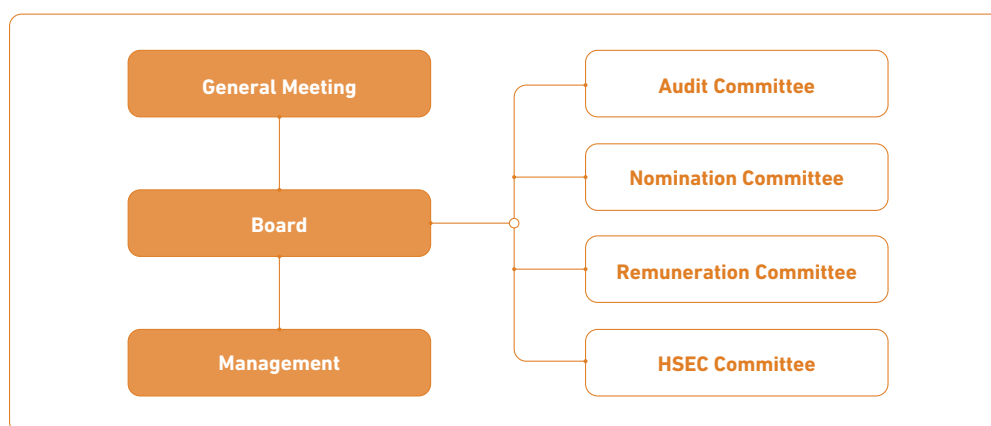 General Meeting
Board
Management
Audit Committee
Nomination Committee
Remuneration Committee
HSEC Committee